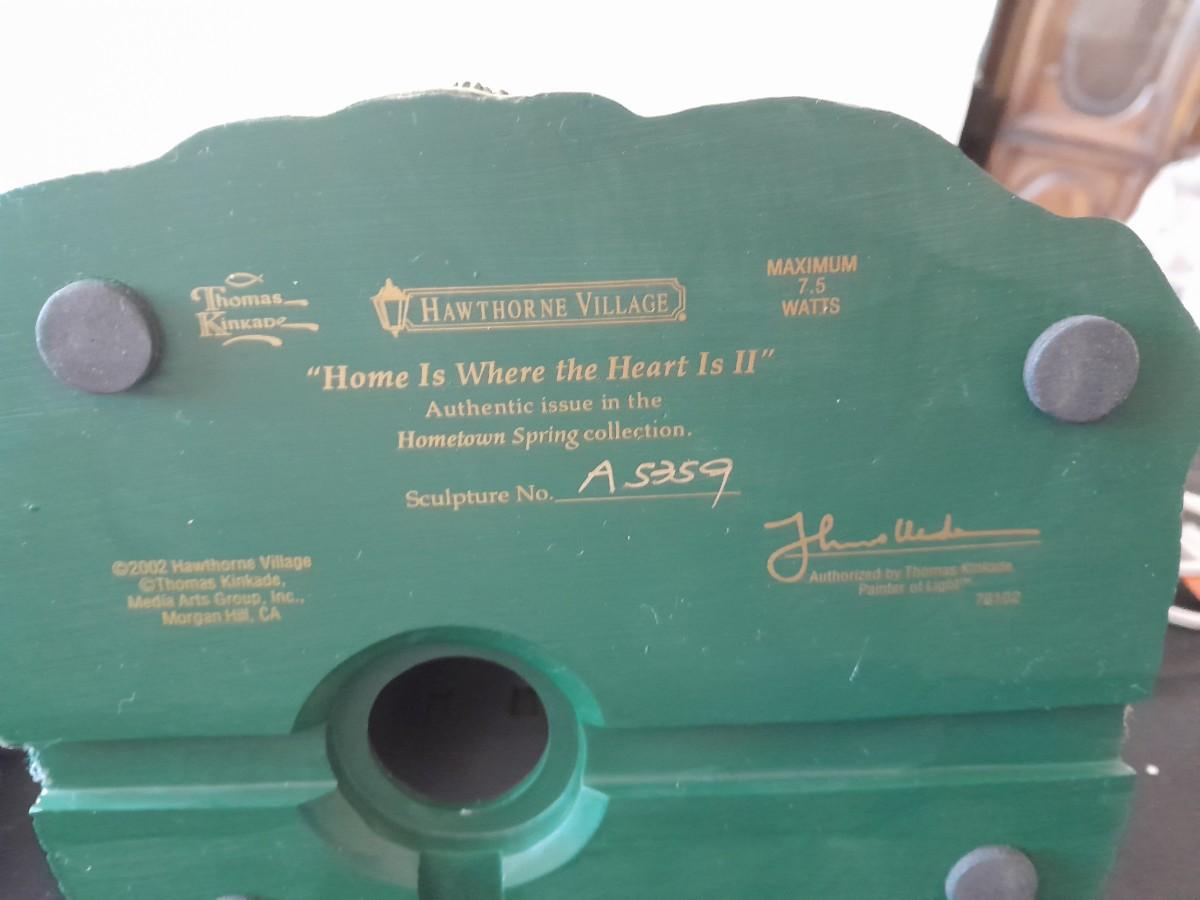 Thomas
Kinkade
HAWTHORNE VILLAGE
MAXIMUM
7.5
WATTS
"Home Is Where the Heart Is II"
Authentic issue in the
Hometown Spring collection.
Sculpture No. A5359
©2002 Hawthorne Village
©Thomas Kinkade,
Media Arts Group, Inc.,
Morgan Hill, CA
Authorized by Thomas Kinkade,
Painter of Light™
78102